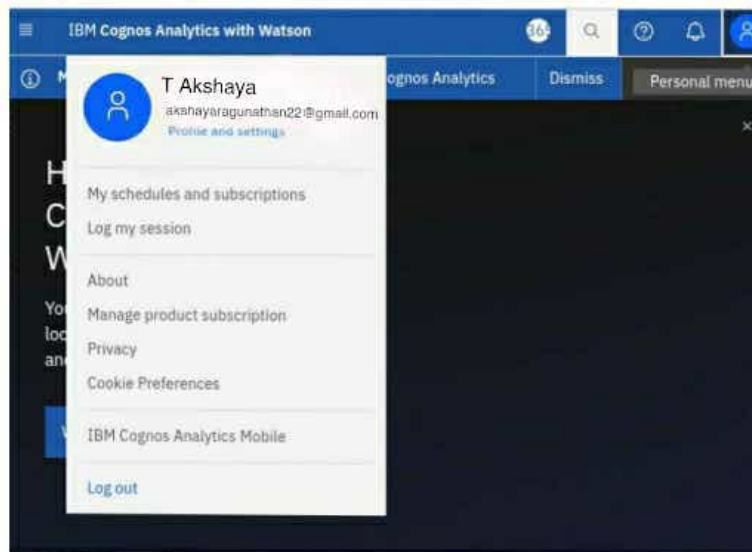 IBM Cognos Analytics with Watson
Cognos Analytics Dismiss Personal menu
T Akshaya
akshayaragunathan22@gmail.com
Profile and settings
My schedules and subscriptions
Log my session
About
Manage product subscription
Privacy
Cookie Preferences
IBM Cognos Analytics Mobile
Log out